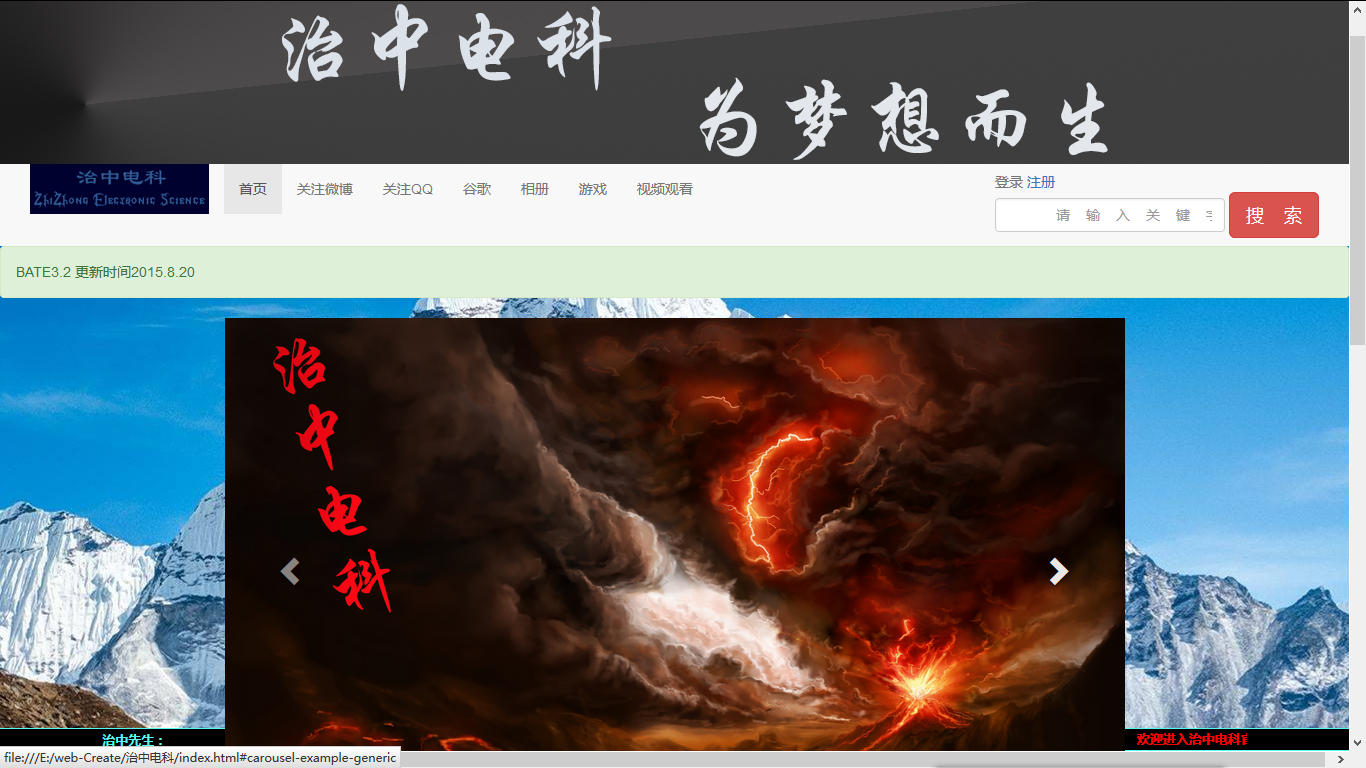 治中电科
为梦想而生
治中电科
ZhiZhong Electronic Science
首页 关注微博 关注QQ 谷歌 相册 游戏 视频观看
登录 注册
请 输 入 关 键
搜 索
BATE3.2 更新时间2015.8.20
治中电科
治中先生：
欢迎进入治中电科
file:///E:/web-Create/治中电科/index.html#carousel-example-generic